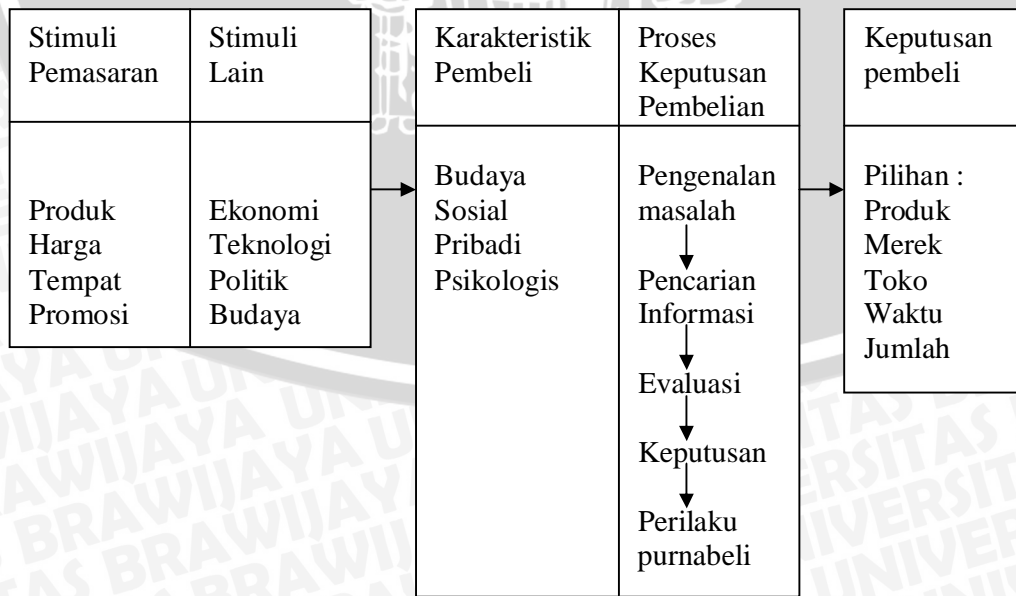 Stimuli
Pemasaran
Stimuli
Lain
Produk
Harga
Tempat
Promosi
Ekonomi
Teknologi
Politik
Budaya
Karakteristik
Pembeli
Proses
Keputusan
Pembelian
Budaya
Sosial
Pribadi
Psikologis
Pengenalan
masalah
Pencarian
Informasi
Evaluasi
Keputusan
Perilaku
purnabeli
Keputusan
pembeli
Pilihan :
Produk
Merek
Toko
Waktu
Jumlah